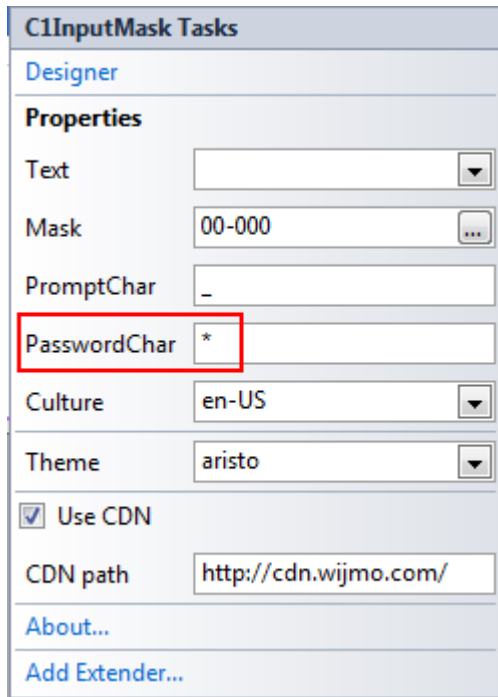 C1InputMask Tasks
Designer
Properties
Text
Mask 00-000 ...
PromptChar _
PasswordChar *
Culture en-US
Theme aristo
Use CDN
CDN path http://cdn.wijmo.com/
About...
Add Extender...